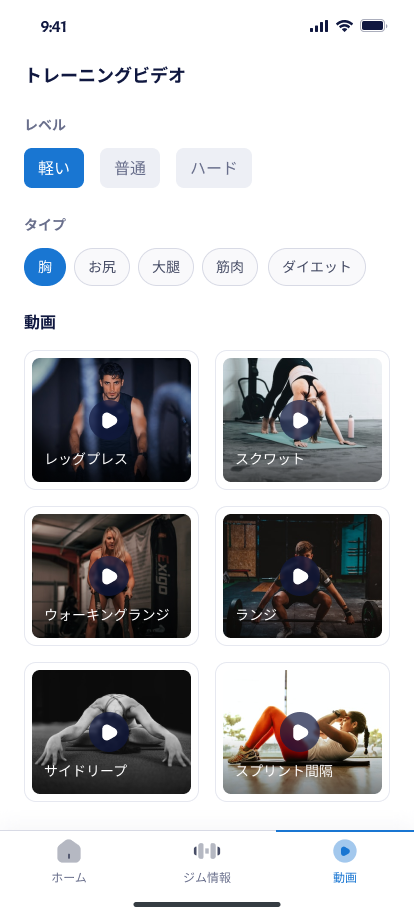 9:41
トレーニングビデオ
レベル
軽い 普通 ハード
タイプ
胸 お尻 大腿 筋肉 ダイエット
動画
レッグプレス スクワット
Exigo
ウォーキングランジ ランジ
サイドリープ スプリント間隔
ホーム ジム情報 動画